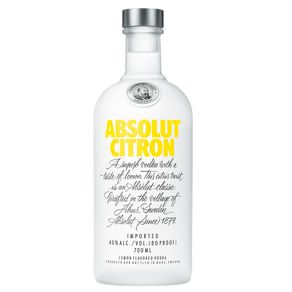 ABSOLUT
CITRON
A superb vodka with a
taste of lemon. This citrus twist
is an Absolut classic
Crafted in the village of
Åhus, Sweden.
Absolut Since 1879.
IMPORTED
40% ALC./VOL. (80 PROOF)
700 ML
LEMON FLAVORED VODKA
PRODUCED AND BOTTLED IN ÅHUS, SWEDEN